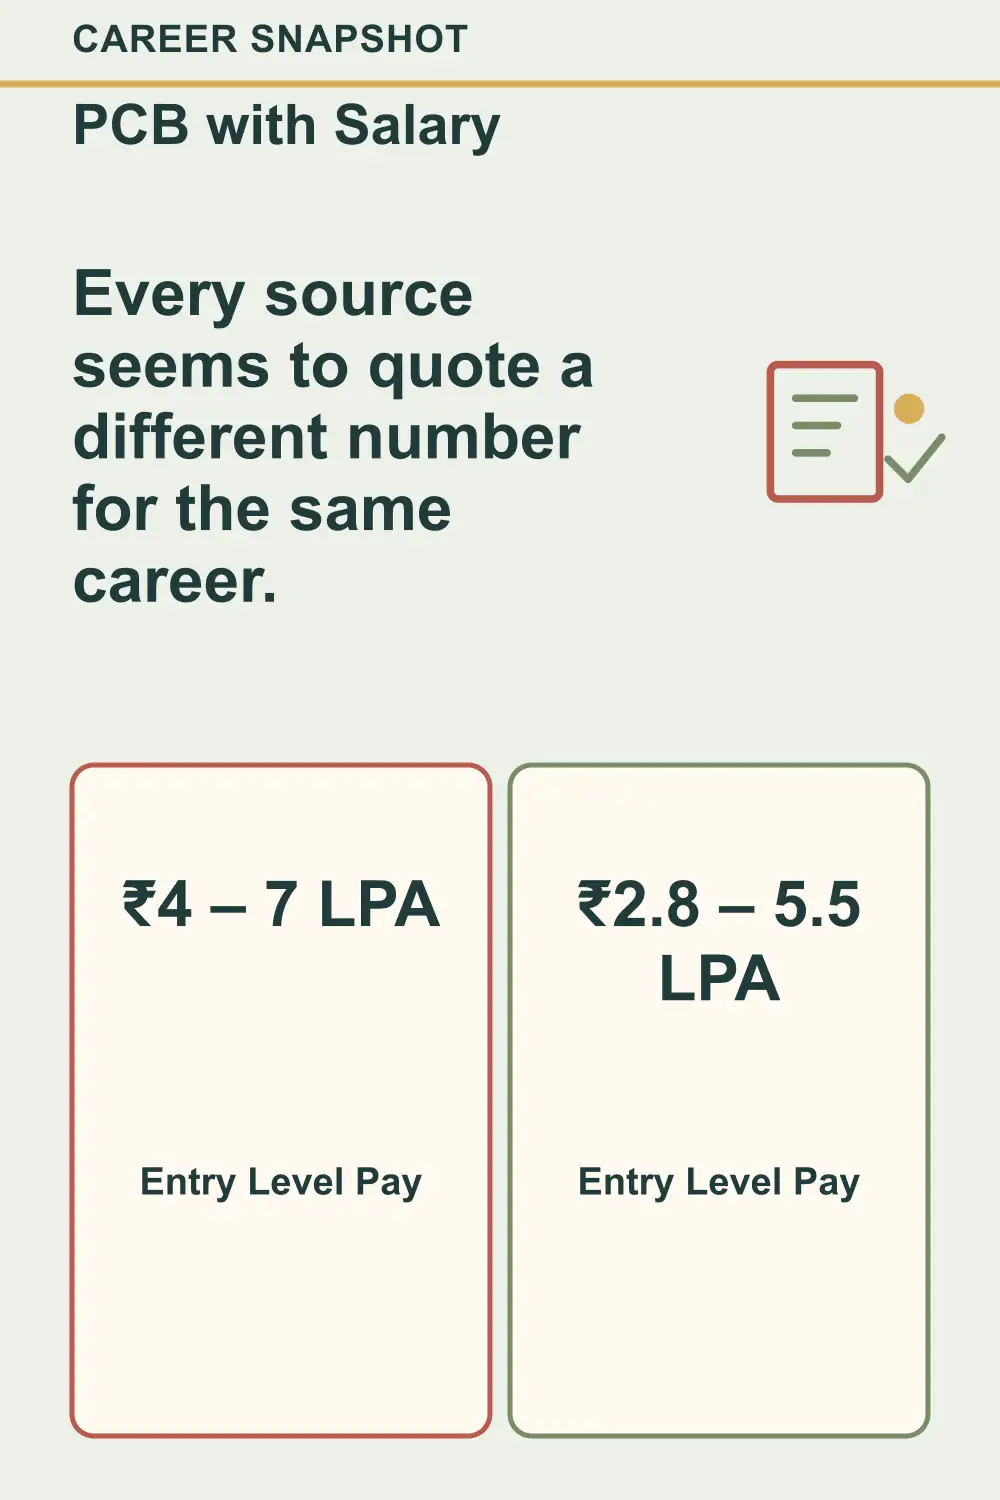 CAREER SNAPSHOT
PCB with Salary
Every source
seems to quote a
different number
for the same
career.
₹4 – 7 LPA
Entry Level Pay
₹2.8 – 5.5
LPA
Entry Level Pay